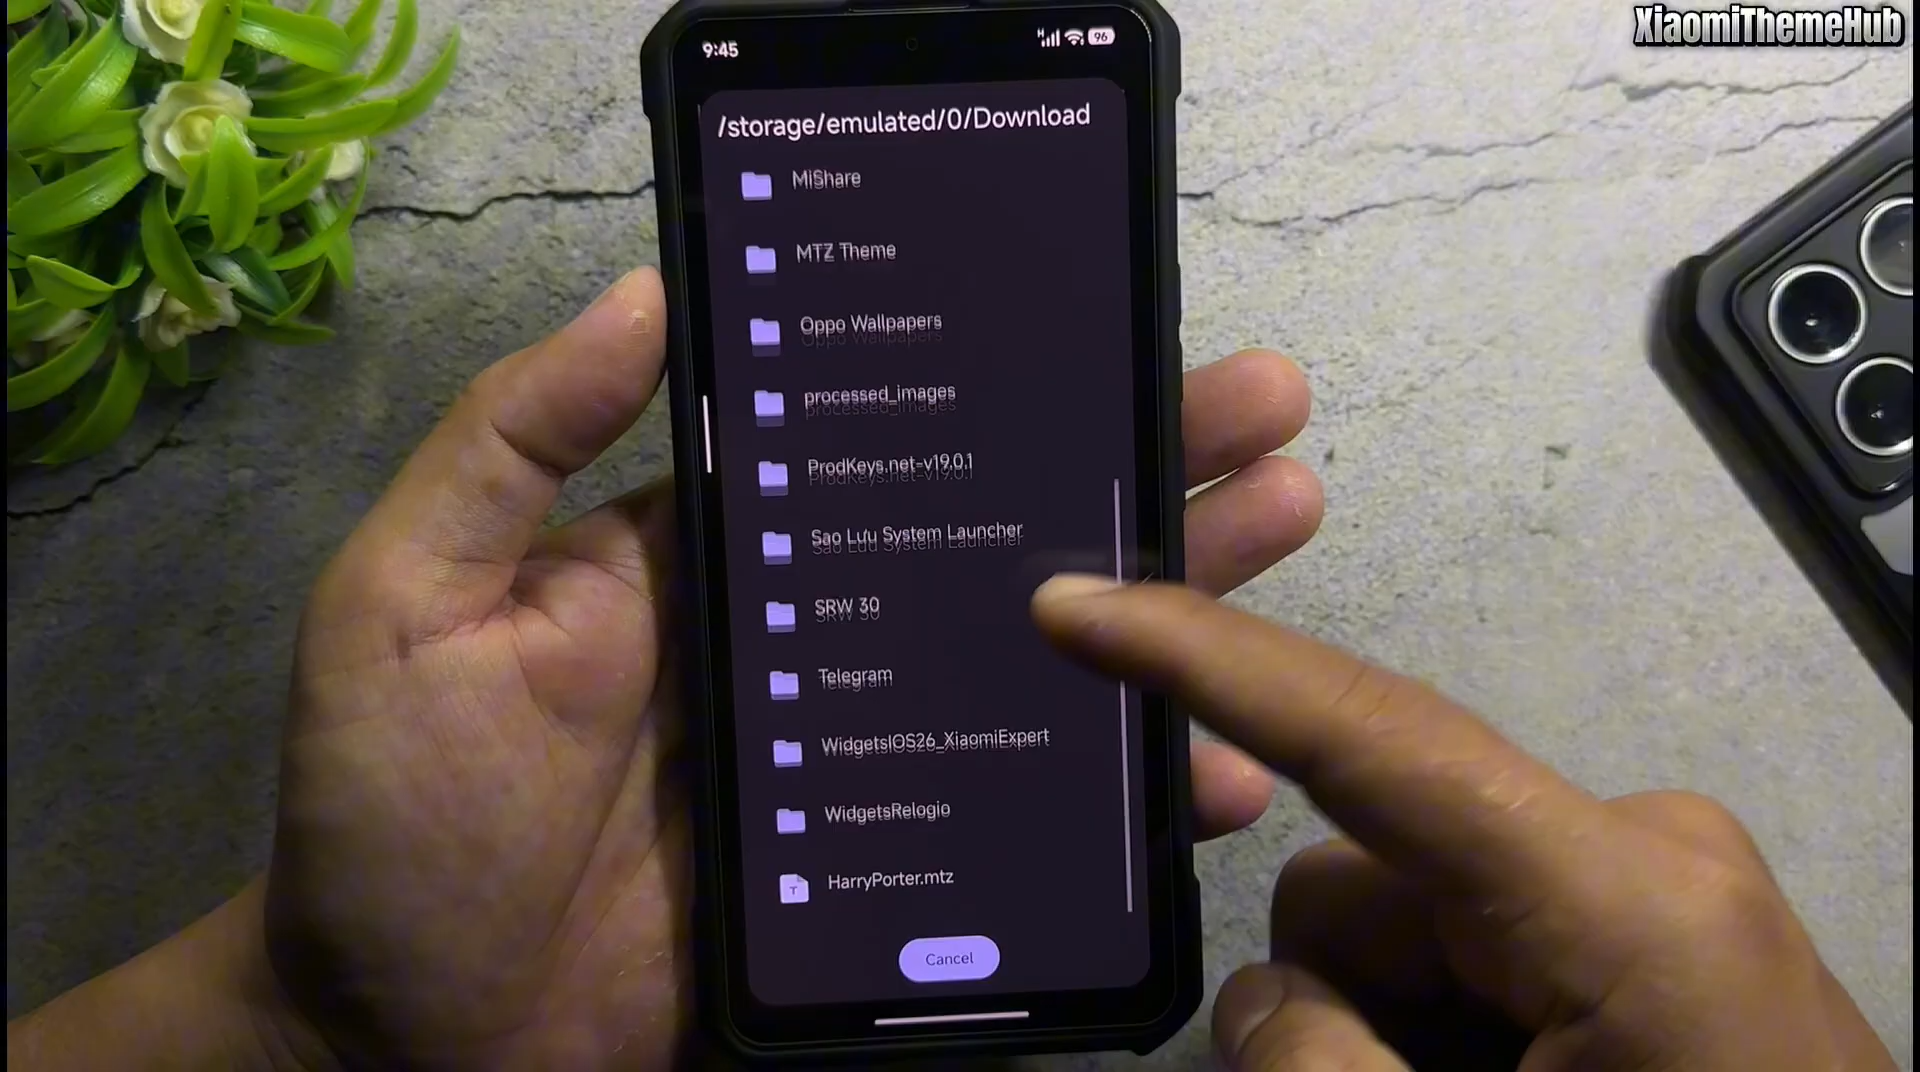 XiaomiThemeHub
9:45
H
96
/storage/emulated/0/Download
MiShare
MTZ Theme
Oppo Wallpapers
processed_images
ProdKeys.net-v19.0.1
Sao Lưu System Launcher
SRW 30
Telegram
WidgetsIOS26_XiaomiExpert
WidgetsRelogio
T
HarryPorter.mtz
Cancel